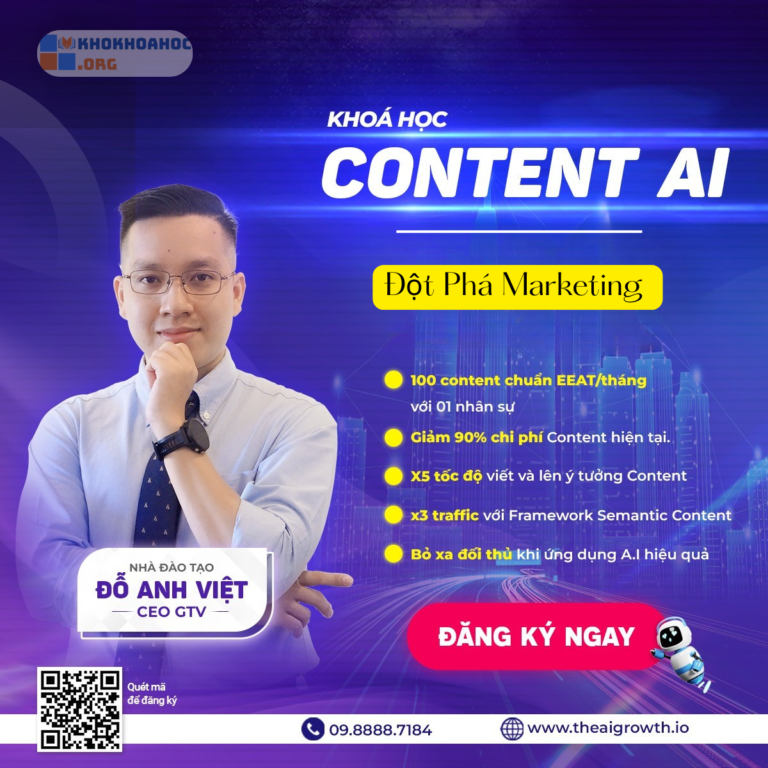 KHOKHOAHOC
.ORG
KHOÁ HỌC
CONTENT AI
Đột Phá Marketing
100 content chuẩn EEAT/tháng
với 01 nhân sự
Giảm 90% chi phí Content hiện tại.
X5 tốc độ viết và lên ý tưởng Content
x3 traffic với Framework Semantic Content
Bỏ xa đối thủ khi ứng dụng A.I hiệu quả
NHÀ ĐÀO TẠO
ĐỖ ANH VIỆT
CEO GTV
ĐĂNG KÝ NGAY
Quét mã
để đăng ký
09.8888.7184
www.theaigrowth.io